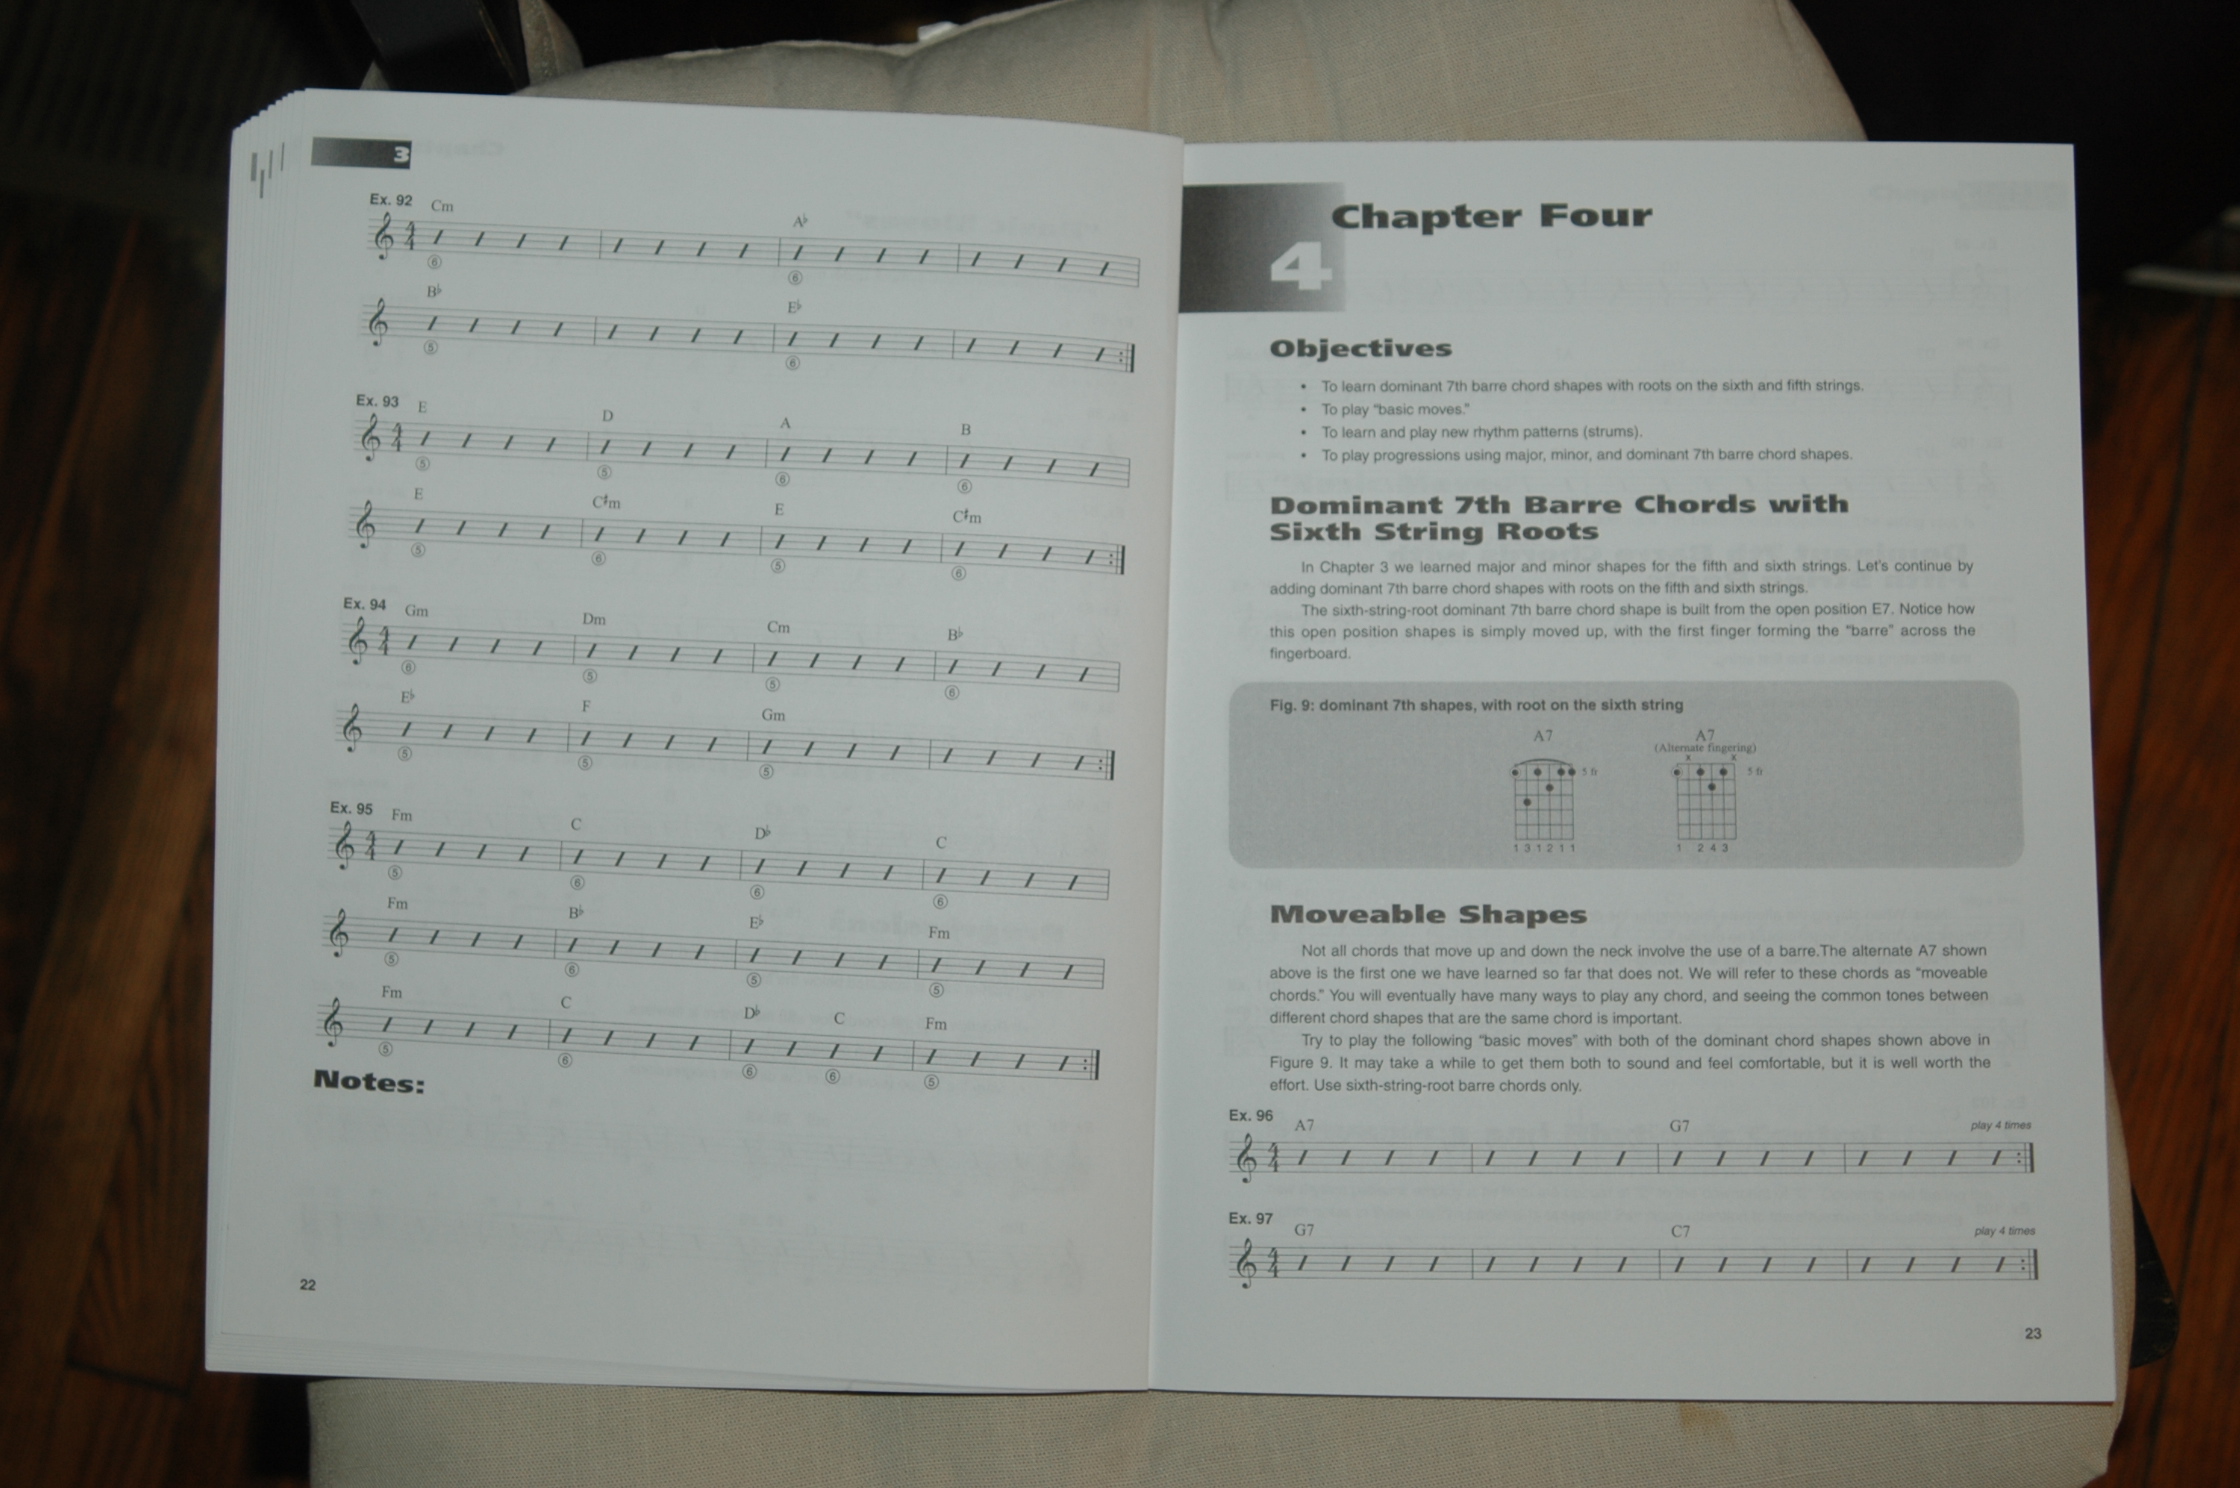 3
Ex. 92 Cm A♭
4
4
⑥ ⑥
B♭ E♭
⑤ ⑥
Ex. 93 E D A B
4
4
⑤ ⑤ ⑥ ⑥
E C♯m E C♯m
⑤ ⑥ ⑤ ⑥
Ex. 94 Gm Dm Cm B♭
4
4
⑥ ⑤ ⑤ ⑥
E♭ F Gm
⑤ ⑤ ⑤
Ex. 95 Fm C D♭ C
4
4
⑤ ⑥ ⑥ ⑥
Fm B♭ E♭ Fm
⑤ ⑥ ⑤ ⑤
Fm C D♭ C Fm
⑤ ⑥ ⑥ ⑥ ⑤
Notes:
22
4
Chapter Four
Objectives
• To learn dominant 7th barre chord shapes with roots on the sixth and fifth strings.
• To play “basic moves.”
• To learn and play new rhythm patterns (strums).
• To play progressions using major, minor, and dominant 7th barre chord shapes.
Dominant 7th Barre Chords with
Sixth String Roots
In Chapter 3 we learned major and minor shapes for the fifth and sixth strings. Let's continue by
adding dominant 7th barre chord shapes with roots on the fifth and sixth strings.
The sixth-string-root dominant 7th barre chord shape is built from the open position E7. Notice how
this open position shapes is simply moved up, with the first finger forming the “barre” across the
fingerboard.
Fig. 9: dominant 7th shapes, with root on the sixth string
A7 A7
(Alternate fingering)
x x
5 fr 5 fr
1 3 1 2 1 1 1 2 4 3
Moveable Shapes
Not all chords that move up and down the neck involve the use of a barre.The alternate A7 shown
above is the first one we have learned so far that does not. We will refer to these chords as “moveable
chords.” You will eventually have many ways to play any chord, and seeing the common tones between
different chord shapes that are the same chord is important.
Try to play the following “basic moves” with both of the dominant chord shapes shown above in
Figure 9. It may take a while to get them both to sound and feel comfortable, but it is well worth the
effort. Use sixth-string-root barre chords only.
Ex. 96 A7 G7 play 4 times
4
4
Ex. 97 G7 C7 play 4 times
4
4
23